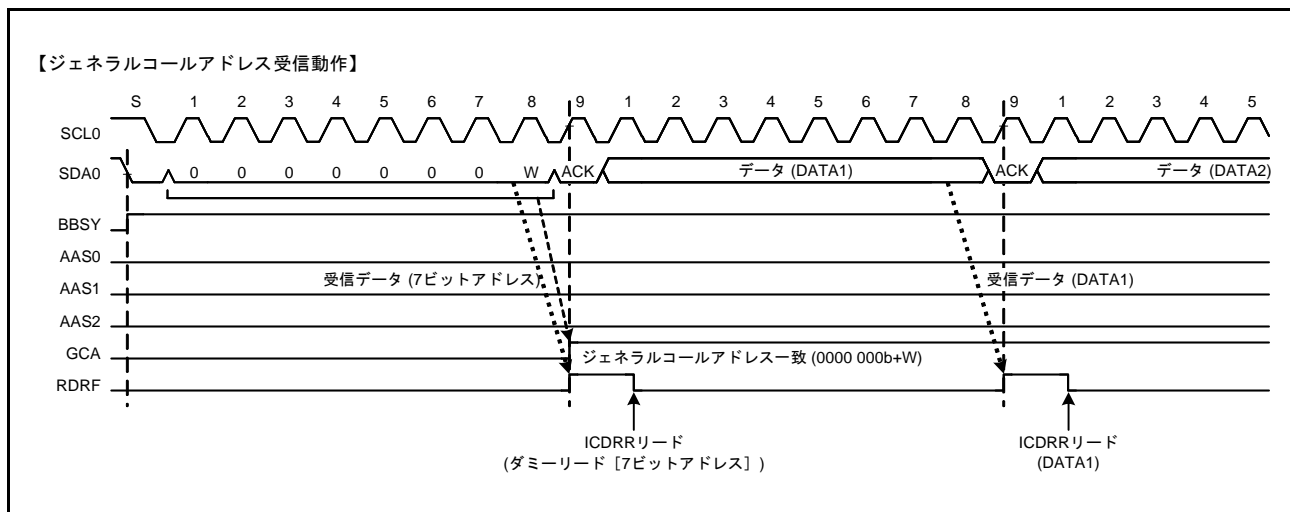 【ジェネラルコールアドレス受信動作】
S 1 2 3 4 5 6 7 8 9 1 2 3 4 5 6 7 8 9 1 2 3 4 5
SCL0
SDA0 0 0 0 0 0 0 0 W ACK データ (DATA1) ACK データ (DATA2)
BBSY
AAS0
受信データ (7ビットアドレス) 受信データ (DATA1)
AAS1
AAS2
GCA
ジェネラルコールアドレス一致 (0000 000b+W)
RDRF
ICDRRリード ICDRRリード
(ダミーリード [7ビットアドレス] ) (DATA1)